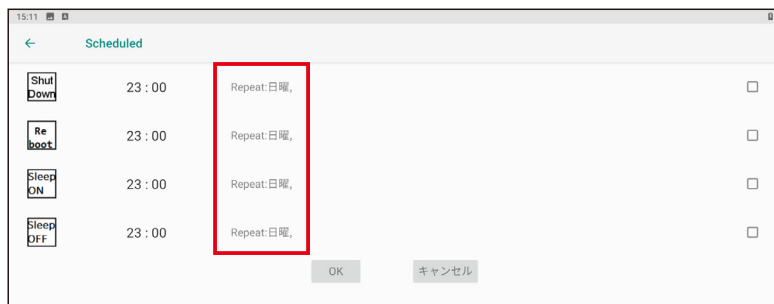 15:11
Scheduled
Shut
Down
23 : 00
Repeat:日曜,
Re
boot
23 : 00
Repeat:日曜,
Sleep
ON
23 : 00
Repeat:日曜,
Sleep
OFF
23 : 00
Repeat:日曜,
OK
キャンセル